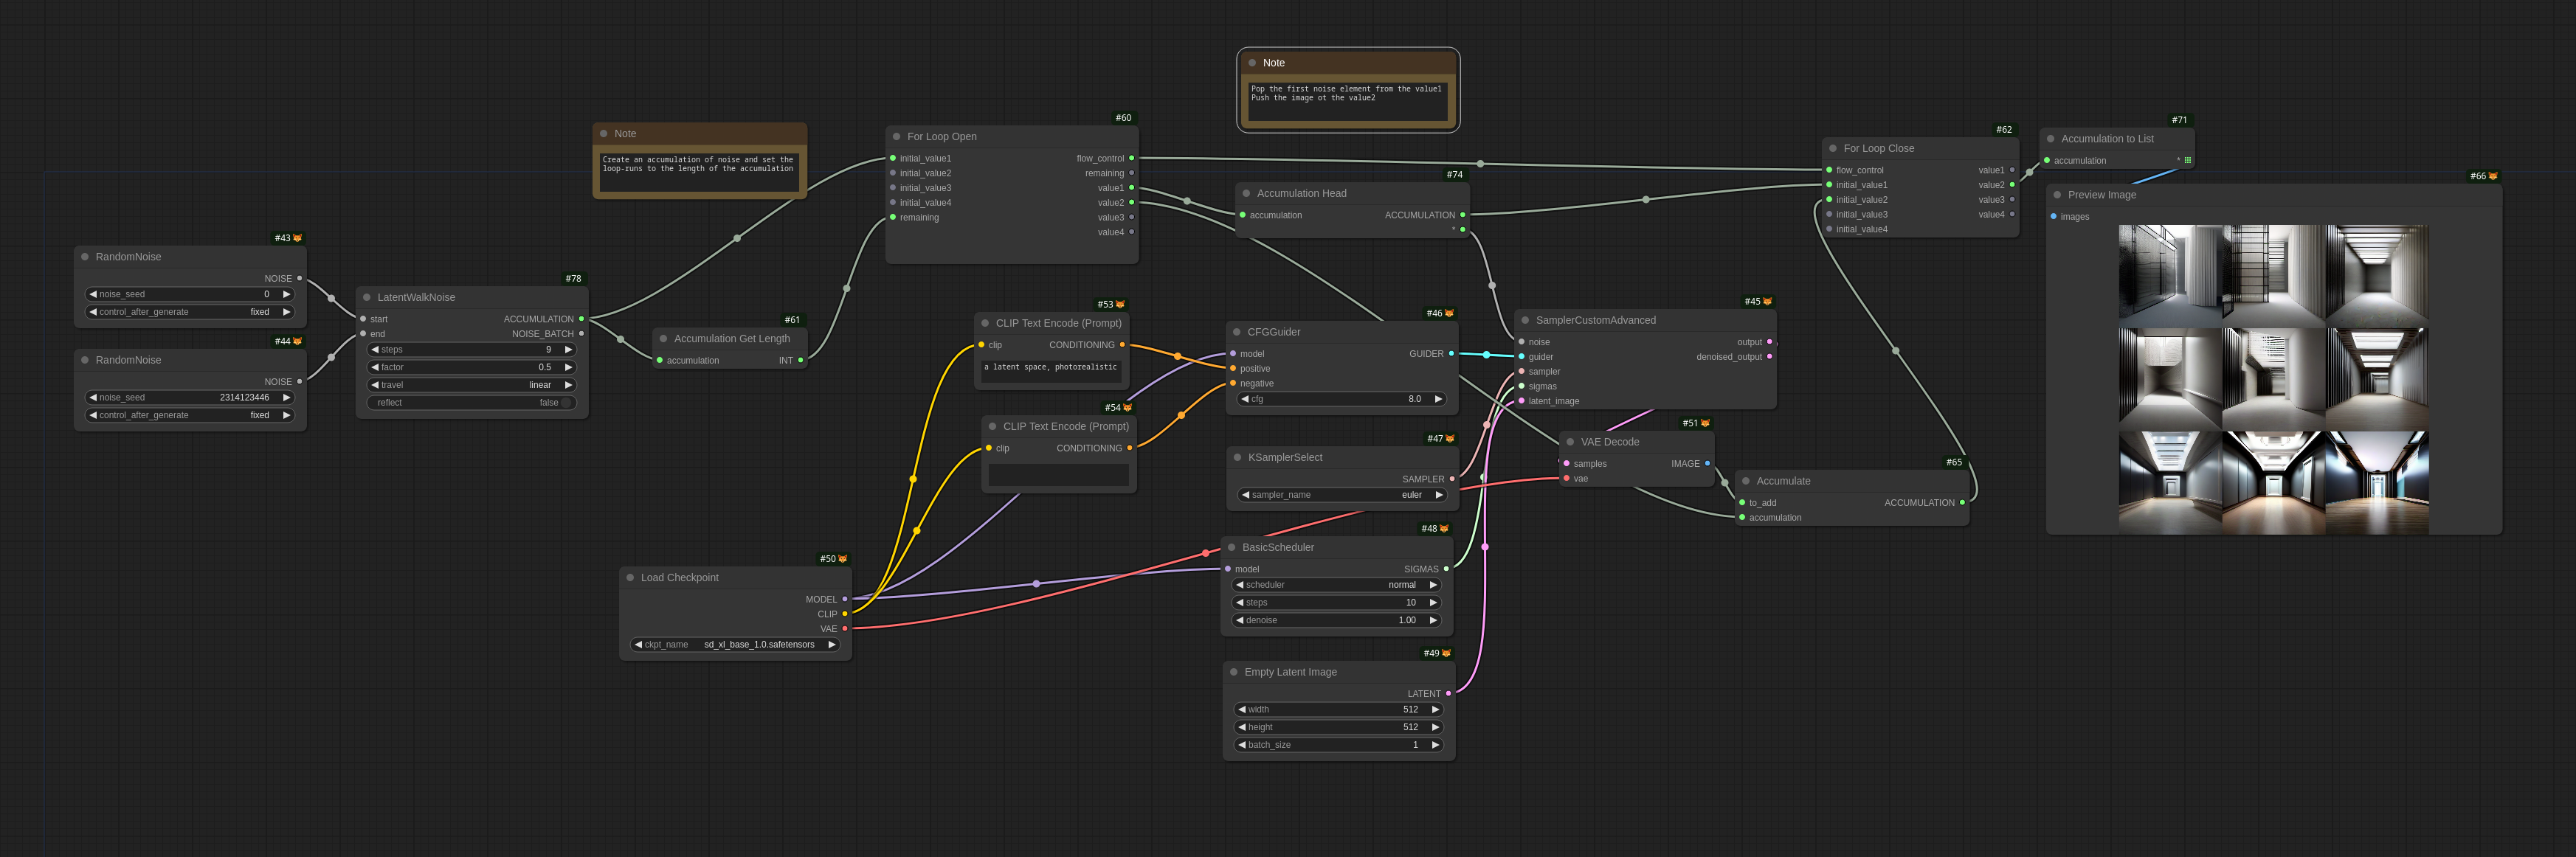 Note
Pop the first noise element from the value1
Push the image ot the value2
#60
For Loop Open
initial_value1 flow_control
initial_value2 remaining
initial_value3 value1
initial_value4 value2
remaining value3
value4
Note
Create an accumulation of noise and set the
loop-runs to the length of the accumulation
#71
Accumulation to List
accumulation *
#62
For Loop Close
flow_control value1
initial_value1 value2
initial_value2 value3
initial_value3 value4
initial_value4
#74
Accumulation Head
accumulation ACCUMULATION
*
#66
Preview Image
images
#43
RandomNoise
NOISE
noise_seed 0
control_after_generate fixed
#44
RandomNoise
NOISE
noise_seed 2314123446
control_after_generate fixed
#78
LatentWalkNoise
start ACCUMULATION
end NOISE_BATCH
steps 9
factor 0.5
travel linear
reflect false
#61
Accumulation Get Length
accumulation INT
#53
CLIP Text Encode (Prompt)
clip CONDITIONING
a latent space, photorealistic
#54
CLIP Text Encode (Prompt)
clip CONDITIONING
#46
CFGGuider
model GUIDER
positive
negative
cfg 8.0
#45
SamplerCustomAdvanced
noise output
guider denoised_output
sampler
sigmas
latent_image
#47
KSamplerSelect
SAMPLER
sampler_name euler
#51
VAE Decode
samples IMAGE
vae
#65
Accumulate
to_add ACCUMULATION
accumulation
#48
BasicScheduler
model SIGMAS
scheduler normal
steps 10
denoise 1.00
#50
Load Checkpoint
MODEL
CLIP
VAE
ckpt_name sd_xl_base_1.0.safetensors
#49
Empty Latent Image
LATENT
width 512
height 512
batch_size 1